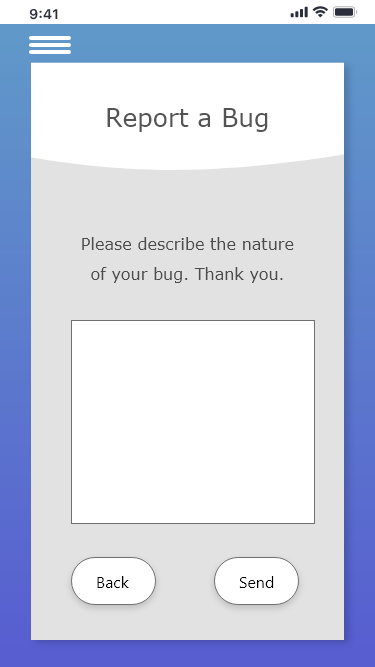 9:41
Report a Bug
Please describe the nature
of your bug. Thank you.
Back
Send